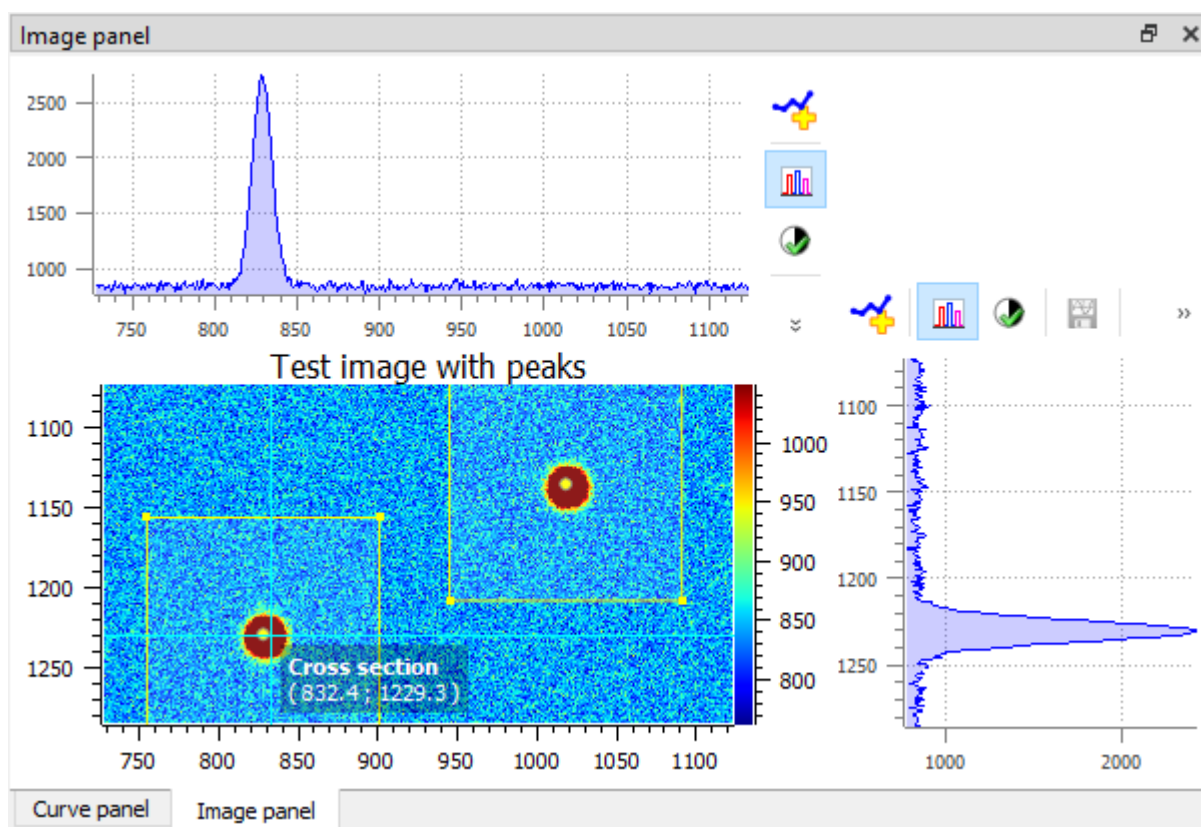 Image panel
2500
2000
1500
1000
750 800 850 900 950 1000 1050 1100
Test image with peaks
1100
1150
1200
1250
Cross section
( 832.4 ; 1229.3 )
750 800 850 900 950 1000 1050 1100
1000
950
900
850
800
1100
1150
1200
1250
1000 2000
Curve panel Image panel